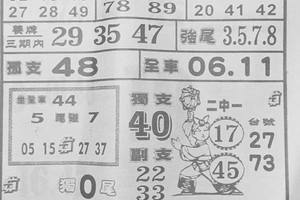 27 28 49
78 89
20 41 42
三期內 29 35 47
強尾 3.5.7.8
獨支 48
全車 06.11
44
5 尾碰 7
05 15 27 37
獨支 40
副支 22 33
二中一
17
45
台號 27 73
0尾